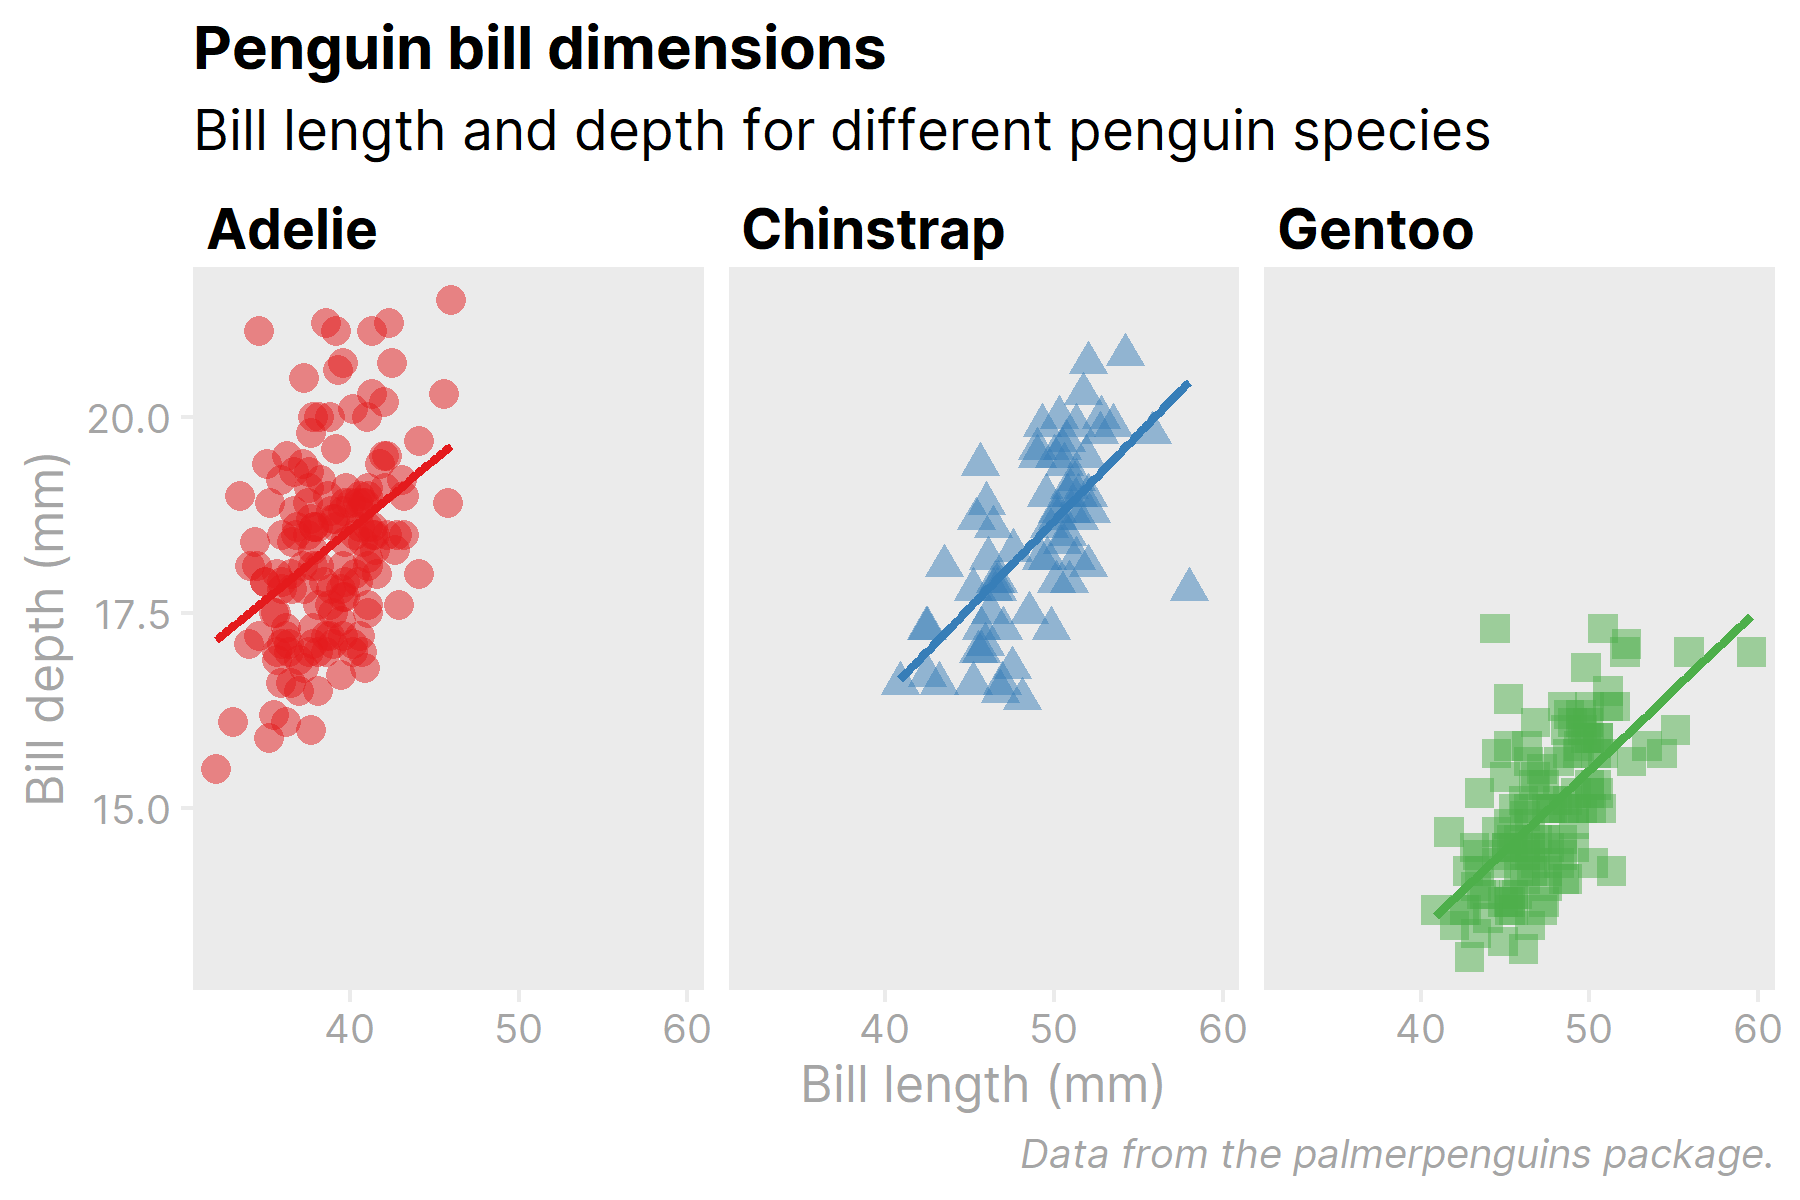 Penguin bill dimensions
Bill length and depth for different penguin species
Adelie
Chinstrap
Gentoo
Bill depth (mm)
20.0
17.5
15.0
40 50 60
40 50 60
40 50 60
Bill length (mm)
Data from the palmerpenguins package.